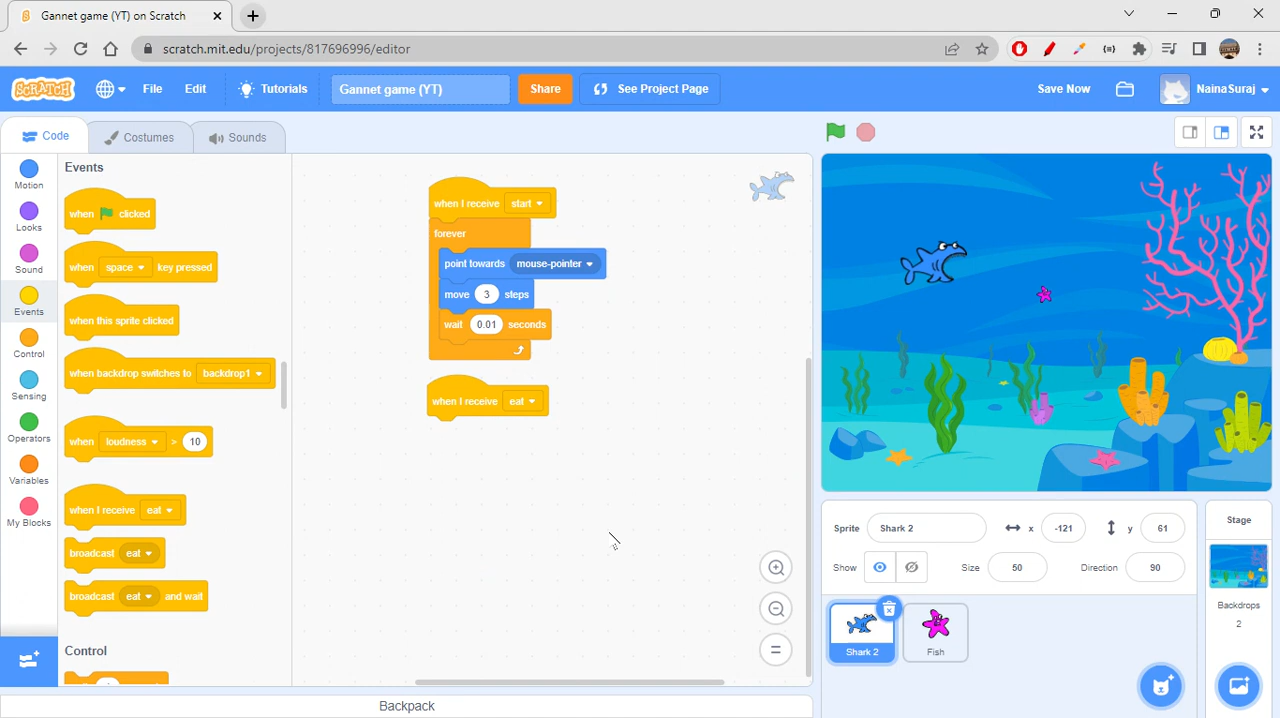 Gannet game (YT) on Scratch
scratch.mit.edu/projects/817696996/editor
SCRATCH
File
Edit
Tutorials
Gannet game (YT)
Share
See Project Page
Save Now
NainaSuraj
Code
Costumes
Sounds
Motion
Looks
Sound
Events
Control
Sensing
Operators
Variables
My Blocks
Events
when clicked
when space key pressed
when this sprite clicked
when backdrop switches to backdrop1
when loudness > 10
when I receive eat
broadcast eat
broadcast eat and wait
Control
when I receive start
forever
point towards mouse-pointer
move 3 steps
wait 0.01 seconds
when I receive eat
Sprite Shark 2 x -121 y 61
Show Size 50 Direction 90
Shark 2
Fish
Stage
Backdrops
2
Backpack